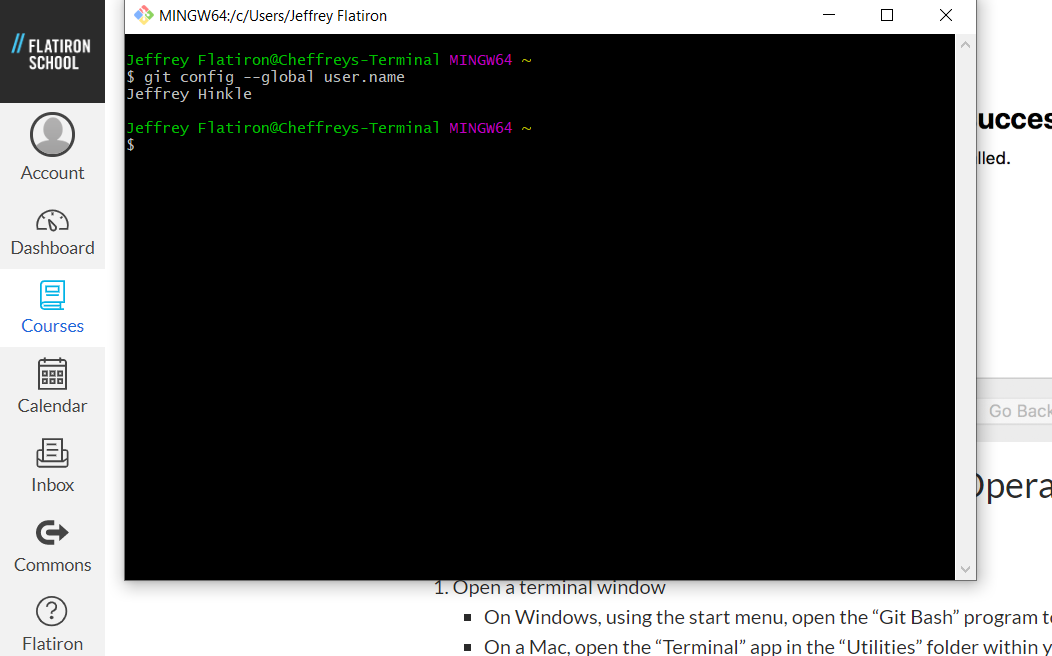 FLATIRON
SCHOOL
Account
Dashboard
Courses
Calendar
Inbox
Commons
Flatiron
MINGW64:/c/Users/Jeffrey Flatiron
Jeffrey Flatiron@Cheffreys-Terminal MINGW64 ~
$ git config --global user.name
Jeffrey Hinkle
Jeffrey Flatiron@Cheffreys-Terminal MINGW64 ~
$
ucces
lled.
Go Back
Opera
1. Open a terminal window
On Windows, using the start menu, open the “Git Bash” program to
On a Mac, open the “Terminal” app in the “Utilities” folder within y